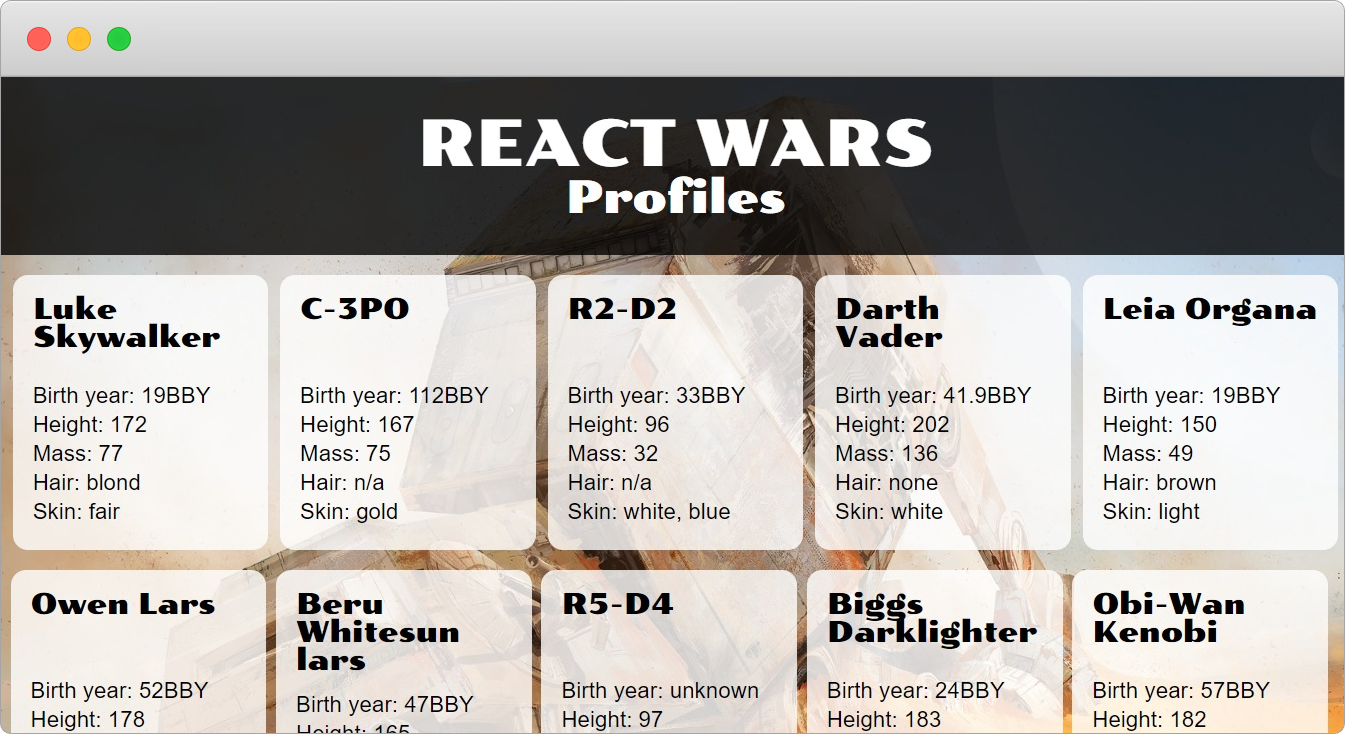 REACT WARS
Profiles
Luke
Skywalker
Birth year: 19BBY
Height: 172
Mass: 77
Hair: blond
Skin: fair
C-3PO
Birth year: 112BBY
Height: 167
Mass: 75
Hair: n/a
Skin: gold
R2-D2
Birth year: 33BBY
Height: 96
Mass: 32
Hair: n/a
Skin: white, blue
Darth
Vader
Birth year: 41.9BBY
Height: 202
Mass: 136
Hair: none
Skin: white
Leia Organa
Birth year: 19BBY
Height: 150
Mass: 49
Hair: brown
Skin: light
Owen Lars
Birth year: 52BBY
Height: 178
Beru
Whitesun
lars
Birth year: 47BBY
Height: 165
R5-D4
Birth year: unknown
Height: 97
Biggs
Darklighter
Birth year: 24BBY
Height: 183
Obi-Wan
Kenobi
Birth year: 57BBY
Height: 182